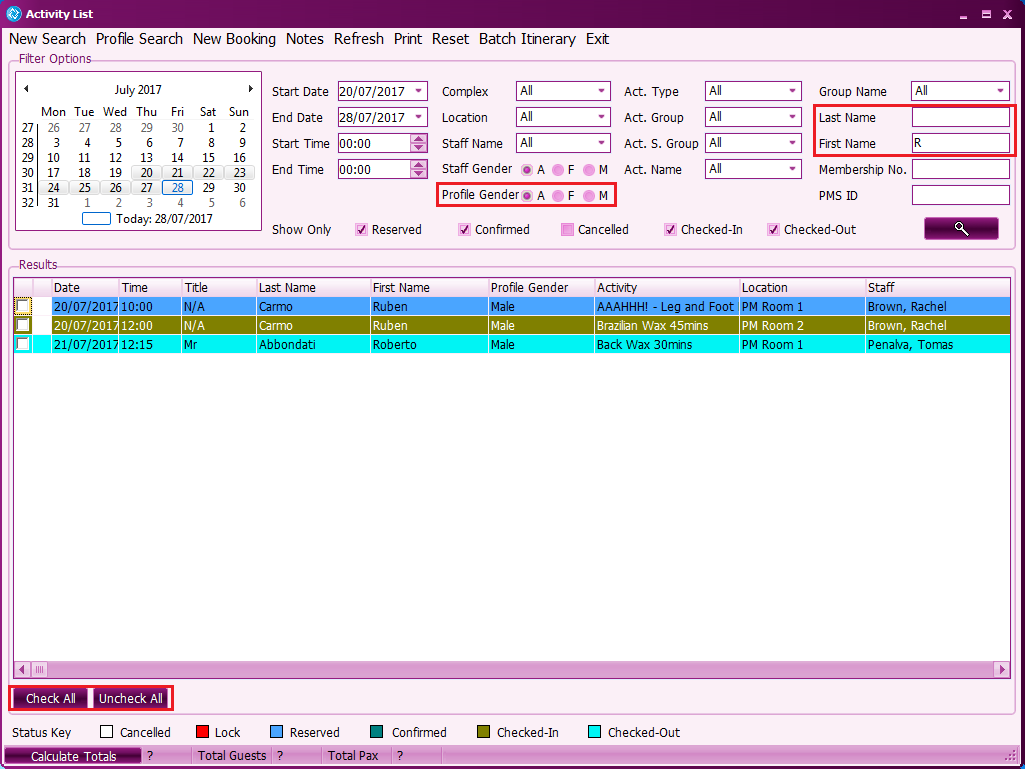 Activity List
New Search Profile Search New Booking Notes Refresh Print Reset Batch Itinerary Exit
Filter Options
July 2017
Mon Tue Wed Thu Fri Sat Sun
27 26 27 28 29 30 1 2
28 3 4 5 6 7 8 9
29 10 11 12 13 14 15 16
30 17 18 19 20 21 22 23
31 24 25 26 27 28 29 30
32 31 1 2 3 4 5 6
Today: 28/07/2017
Start Date 20/07/2017 Complex All Act. Type All Group Name All
End Date 28/07/2017 Location All Act. Group All Last Name
Start Time 00:00 Staff Name All Act. S. Group All First Name R
End Time 00:00 Staff Gender A F M Act. Name All Membership No.
Profile Gender A F M PMS ID
Show Only Reserved Confirmed Cancelled Checked-In Checked-Out
Results
Date Time Title Last Name First Name Profile Gender Activity Location Staff
20/07/2017 10:00 N/A Carmo Ruben Male AAAHHH! - Leg and Foot PM Room 1 Brown, Rachel
20/07/2017 12:00 N/A Carmo Ruben Male Brazilian Wax 45mins PM Room 2 Brown, Rachel
21/07/2017 12:15 Mr Abbondati Roberto Male Back Wax 30mins PM Room 1 Penalva, Tomas
Check All Uncheck All
Status Key Cancelled Lock Reserved Confirmed Checked-In Checked-Out
Calculate Totals ? Total Guests ? Total Pax ?